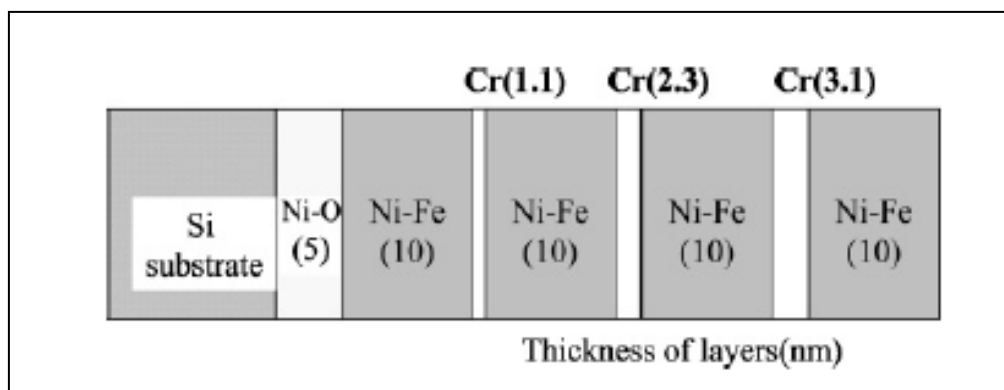 Cr(1.1) Cr(2.3) Cr(3.1)
Si
substrate
Ni-O
(5)
Ni-Fe
(10)
Ni-Fe
(10)
Ni-Fe
(10)
Ni-Fe
(10)
Thickness of layers(nm)